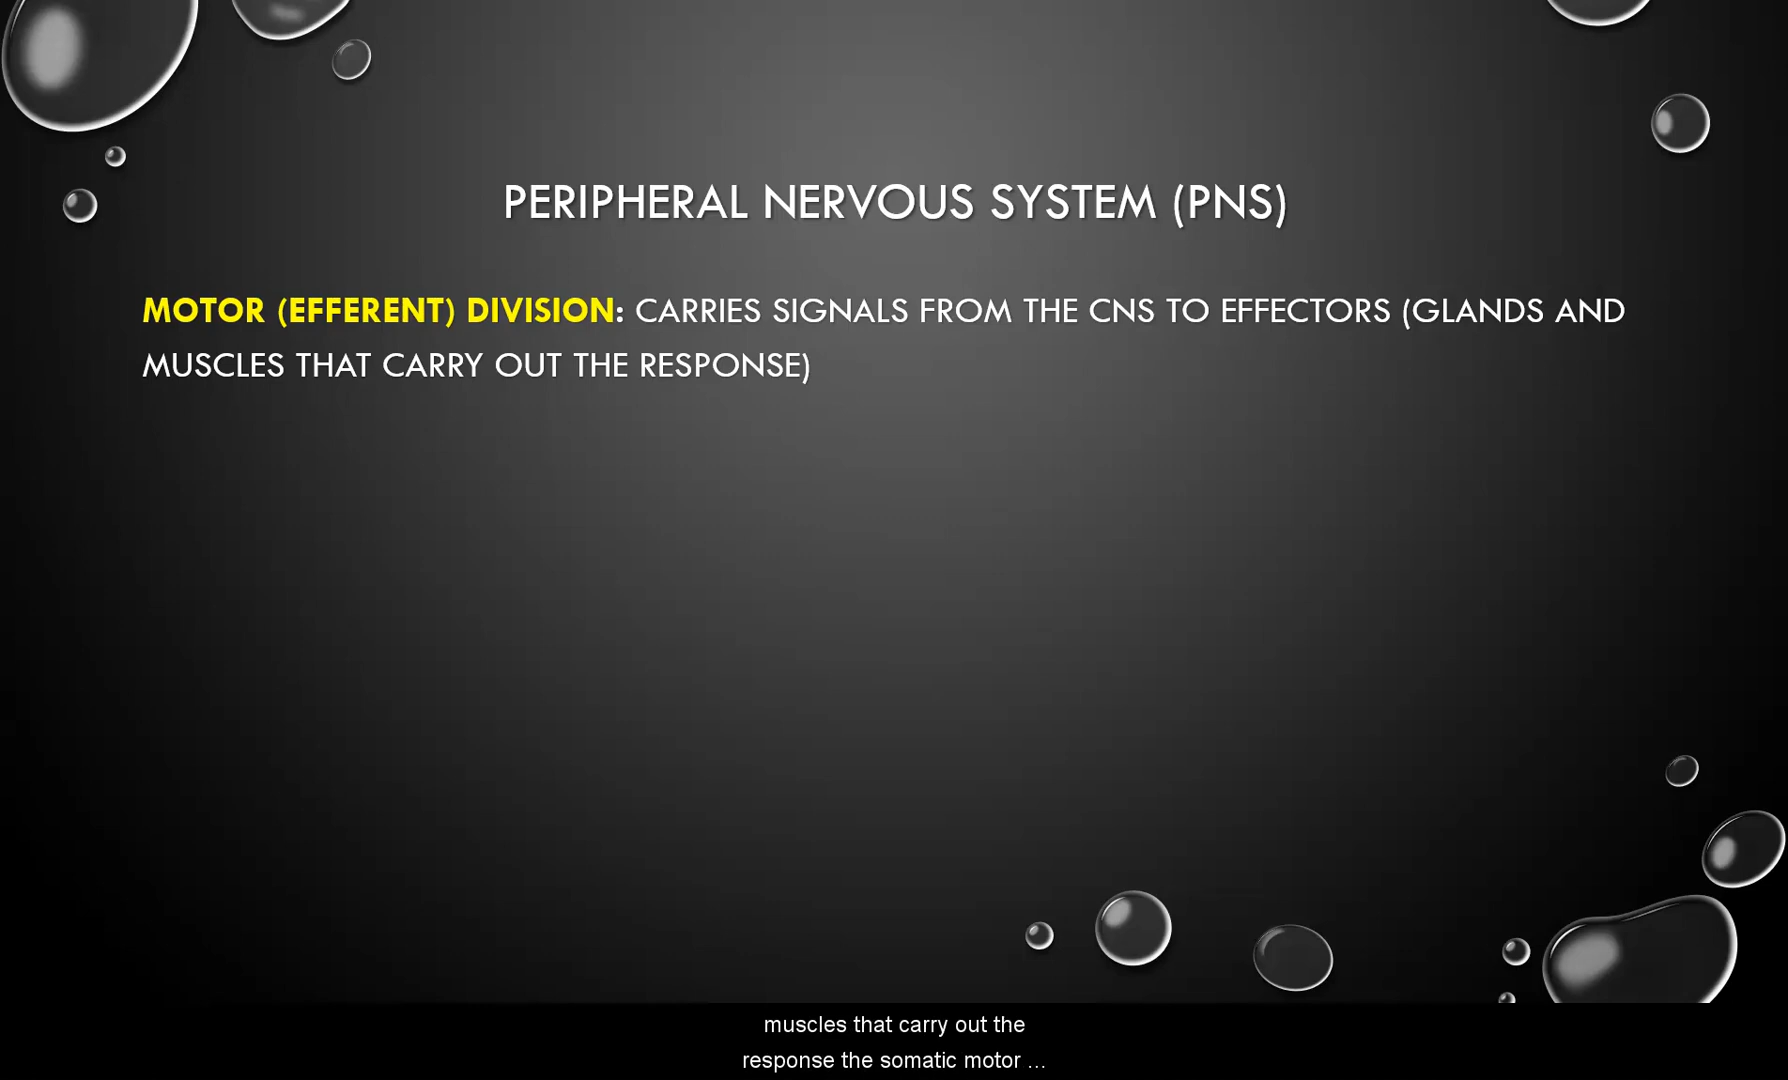 PERIPHERAL NERVOUS SYSTEM (PNS)
MOTOR (EFFERENT) DIVISION: CARRIES SIGNALS FROM THE CNS TO EFFECTORS (GLANDS AND
MUSCLES THAT CARRY OUT THE RESPONSE)
muscles that carry out the
response the somatic motor ...